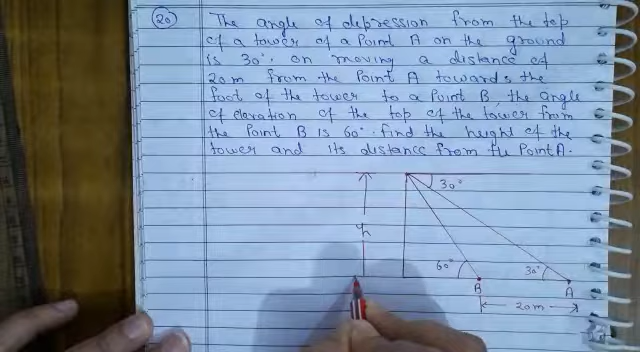 20 The angle of depression from the top
of a tower of a Point A on the ground
is 30°. on moving a distance of
20m from the Point A towards the
foot of the tower to a Point B, the angle
of elevation of the top of the tower from
the Point B is 60°. find the height of the
tower and its distance from the Point A.
30°
h
60° 30°
B A
20m